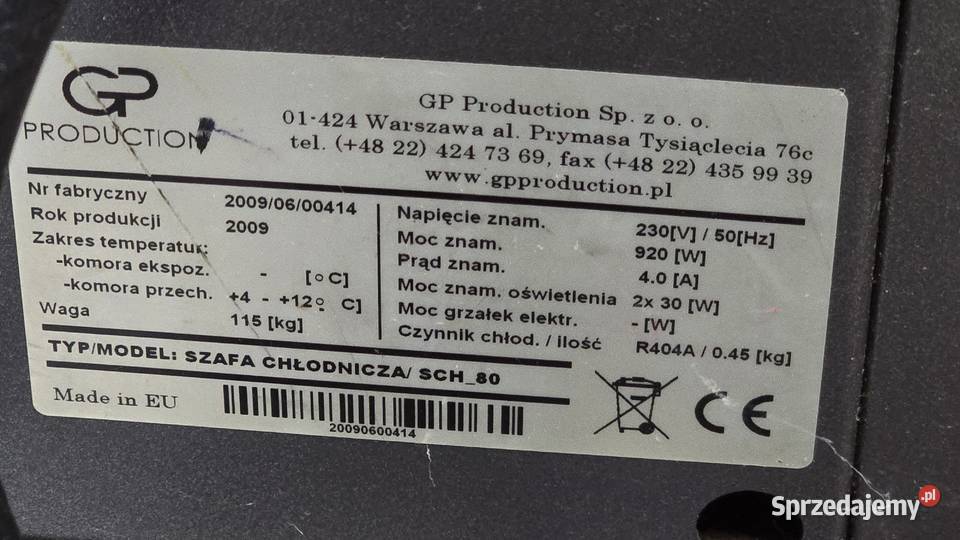 GP
PRODUCTION
GP Production Sp. z o. o.
01-424 Warszawa al. Prymasa Tysiąclecia 76c
tel. (+48 22) 424 73 69, fax (+48 22) 435 99 39
www.gpproduction.pl
Nr fabryczny 2009/06/00414
Rok produkcji 2009
Zakres temperatur:
-komora ekspoz. - [°C]
-komora przech. +4 - +12° C]
Waga 115 [kg]
Napięcie znam. 230[V] / 50[Hz]
Moc znam. 920 [W]
Prąd znam. 4.0 [A]
Moc znam. oświetlenia 2x 30 [W]
Moc grzałek elektr. - [W]
Czynnik chłod. / ilość R404A / 0.45 [kg]
TYP/MODEL: SZAFA CHŁODNICZA/ SCH_80
Made in EU
20090600414
CE
Sprzedajemy.pl